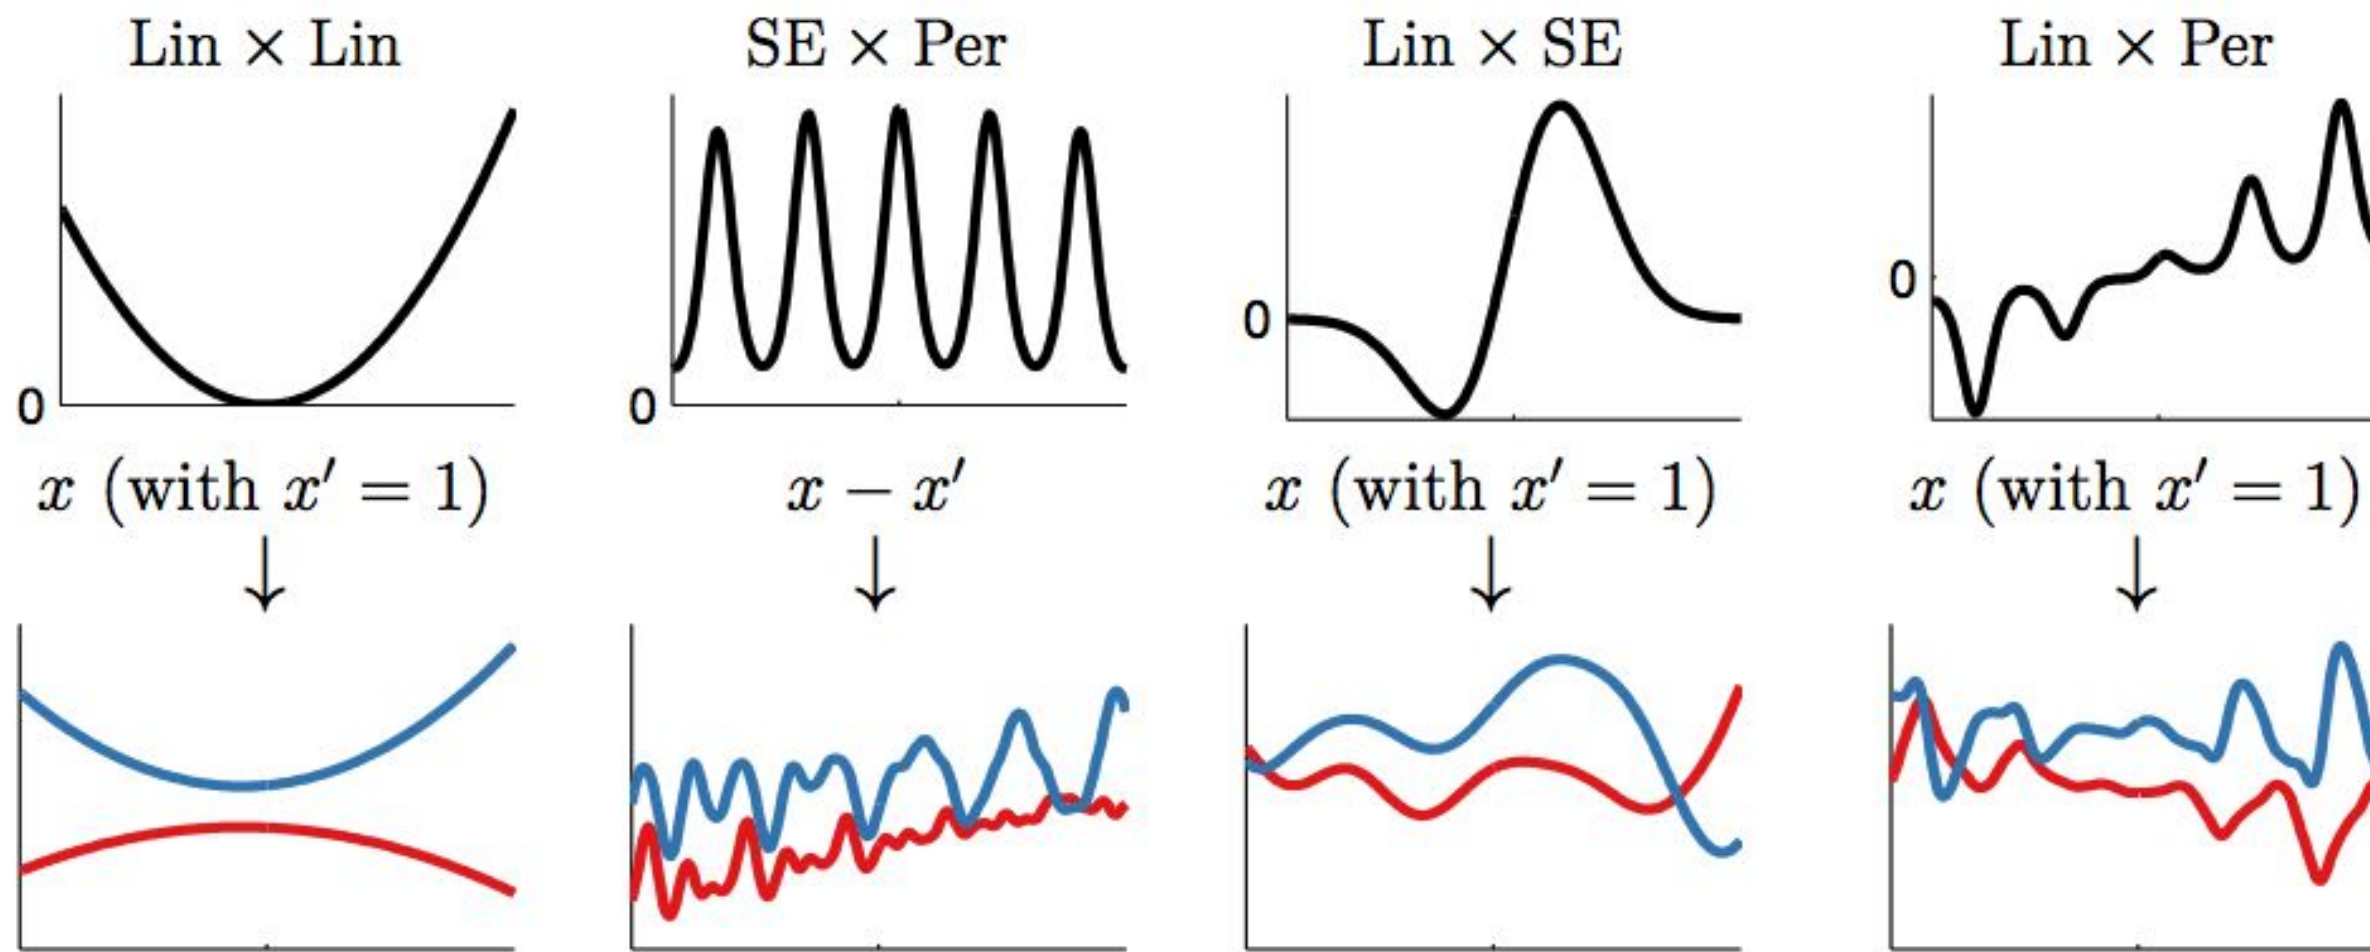 Lin × Lin
SE × Per
Lin × SE
Lin × Per
0
0
0
0
x (with x′ = 1)
x − x′
x (with x′ = 1)
x (with x′ = 1)